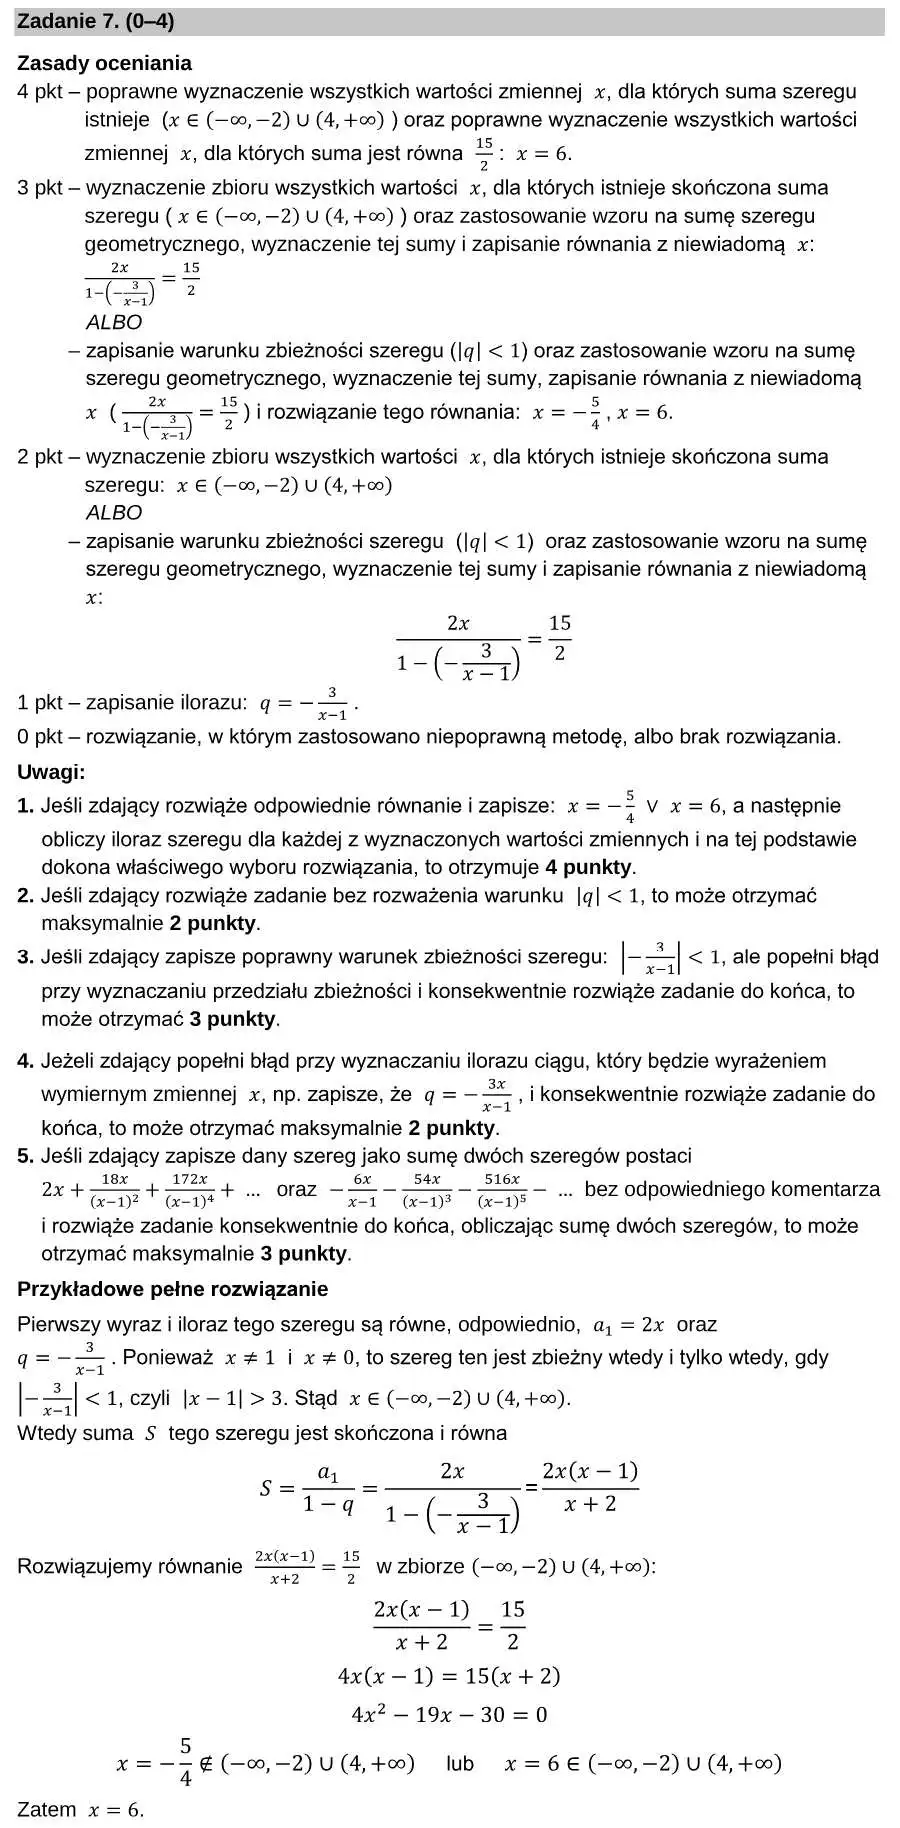 Zadanie 7. (0–4)
Zasady oceniania
4 pkt – poprawne wyznaczenie wszystkich wartości zmiennej x, dla których suma szeregu
istnieje (x ∈ (−∞, −2) ∪ (4, +∞) ) oraz poprawne wyznaczenie wszystkich wartości
zmiennej x, dla których suma jest równa 15/2 : x = 6.
3 pkt – wyznaczenie zbioru wszystkich wartości x, dla których istnieje skończona suma
szeregu ( x ∈ (−∞, −2) ∪ (4, +∞) ) oraz zastosowanie wzoru na sumę szeregu
geometrycznego, wyznaczenie tej sumy i zapisanie równania z niewiadomą x:
2x/(1−(−3/(x−1))) = 15/2
ALBO
– zapisanie warunku zbieżności szeregu (|q| < 1) oraz zastosowanie wzoru na sumę
szeregu geometrycznego, wyznaczenie tej sumy, zapisanie równania z niewiadomą
x ( 2x/(1−(−3/(x−1))) = 15/2 ) i rozwiązanie tego równania: x = −5/4 , x = 6.
2 pkt – wyznaczenie zbioru wszystkich wartości x, dla których istnieje skończona suma
szeregu: x ∈ (−∞, −2) ∪ (4, +∞)
ALBO
– zapisanie warunku zbieżności szeregu (|q| < 1) oraz zastosowanie wzoru na sumę
szeregu geometrycznego, wyznaczenie tej sumy i zapisanie równania z niewiadomą
x:
2x/(1 − (−3/(x − 1))) = 15/2
1 pkt – zapisanie ilorazu: q = −3/(x−1) .
0 pkt – rozwiązanie, w którym zastosowano niepoprawną metodę, albo brak rozwiązania.
Uwagi:
1. Jeśli zdający rozwiąże odpowiednie równanie i zapisze: x = −5/4 ∨ x = 6, a następnie
obliczy iloraz szeregu dla każdej z wyznaczonych wartości zmiennych i na tej podstawie
dokona właściwego wyboru rozwiązania, to otrzymuje 4 punkty.
2. Jeśli zdający rozwiąże zadanie bez rozważenia warunku |q| < 1, to może otrzymać
maksymalnie 2 punkty.
3. Jeśli zdający zapisze poprawny warunek zbieżności szeregu: |−3/(x−1)| < 1, ale popełni błąd
przy wyznaczaniu przedziału zbieżności i konsekwentnie rozwiąże zadanie do końca, to
może otrzymać 3 punkty.
4. Jeżeli zdający popełni błąd przy wyznaczaniu ilorazu ciągu, który będzie wyrażeniem
wymiernym zmiennej x, np. zapisze, że q = −3x/(x−1) , i konsekwentnie rozwiąże zadanie do
końca, to może otrzymać maksymalnie 2 punkty.
5. Jeśli zdający zapisze dany szereg jako sumę dwóch szeregów postaci
2x + 18x/(x−1)² + 172x/(x−1)⁴ + ... oraz −6x/(x−1) − 54x/(x−1)³ − 516x/(x−1)⁵ − ... bez odpowiedniego komentarza
i rozwiąże zadanie konsekwentnie do końca, obliczając sumę dwóch szeregów, to może
otrzymać maksymalnie 3 punkty.
Przykładowe pełne rozwiązanie
Pierwszy wyraz i iloraz tego szeregu są równe, odpowiednio, a₁ = 2x oraz
q = −3/(x−1) . Ponieważ x ≠ 1 i x ≠ 0, to szereg ten jest zbieżny wtedy i tylko wtedy, gdy
|−3/(x−1)| < 1, czyli |x − 1| > 3. Stąd x ∈ (−∞, −2) ∪ (4, +∞).
Wtedy suma S tego szeregu jest skończona i równa
S = a₁/(1 − q) = 2x/(1 − (−3/(x − 1))) = 2x(x − 1)/(x + 2)
Rozwiązujemy równanie 2x(x−1)/(x+2) = 15/2 w zbiorze (−∞, −2) ∪ (4, +∞):
2x(x − 1)/(x + 2) = 15/2
4x(x − 1) = 15(x + 2)
4x² − 19x − 30 = 0
x = −5/4 ∉ (−∞, −2) ∪ (4, +∞) lub x = 6 ∈ (−∞, −2) ∪ (4, +∞)
Zatem x = 6.